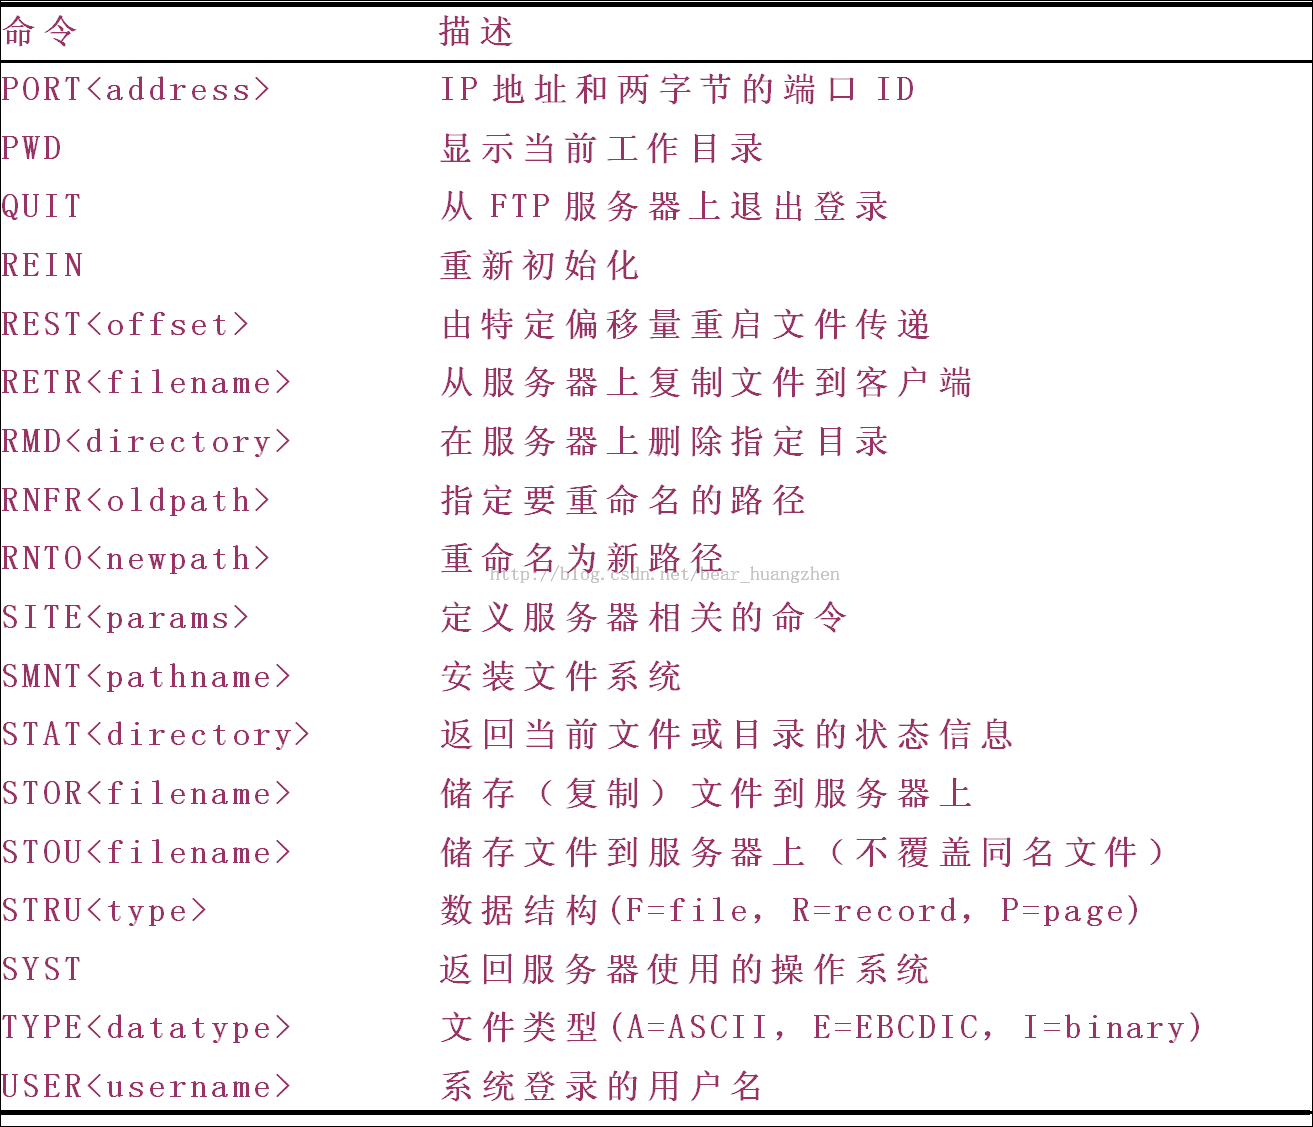 命令 描述
PORT<address> IP 地址和两字节的端口 ID
PWD 显示当前工作目录
QUIT 从 FTP 服务器上退出登录
REIN 重新初始化
REST<offset> 由特定偏移量重启文件传递
RETR<filename> 从服务器上复制文件到客户端
RMD<directory> 在服务器上删除指定目录
RNFR<oldpath> 指定要重命名的路径
RNTO<newpath> 重命名为新路径
http://blog.csdn.net/bear_huangzhen
SITE<params> 定义服务器相关的命令
SMNT<pathname> 安装文件系统
STAT<directory> 返回当前文件或目录的状态信息
STOR<filename> 储存（复制）文件到服务器上
STOU<filename> 储存文件到服务器上（不覆盖同名文件）
STRU<type> 数据结构(F=file, R=record, P=page)
SYST 返回服务器使用的操作系统
TYPE<datatype> 文件类型(A=ASCII, E=EBCDIC, I=binary)
USER<username> 系统登录的用户名